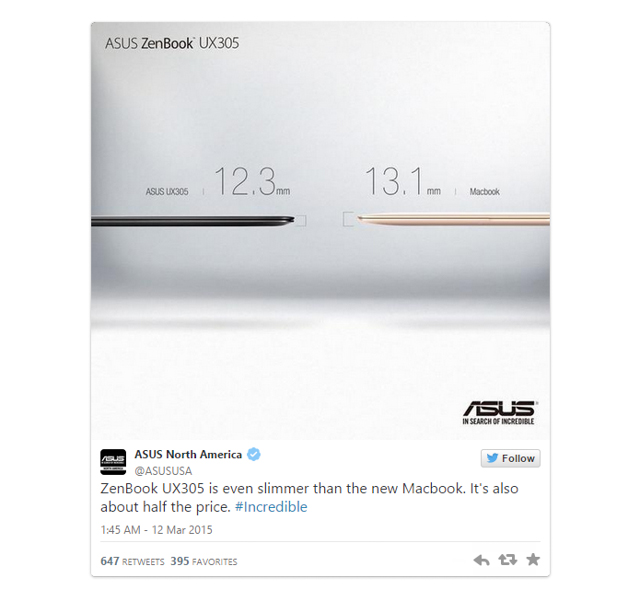 ASUS ZenBook™ UX305
ASUS UX305 | 12.3mm
13.1mm | Macbook
ASUS®
IN SEARCH OF INCREDIBLE
ASUS North America
@ASUSUSA
Follow
ZenBook UX305 is even slimmer than the new Macbook. It's also
about half the price. #Incredible
1:45 AM - 12 Mar 2015
647 RETWEETS 395 FAVORITES